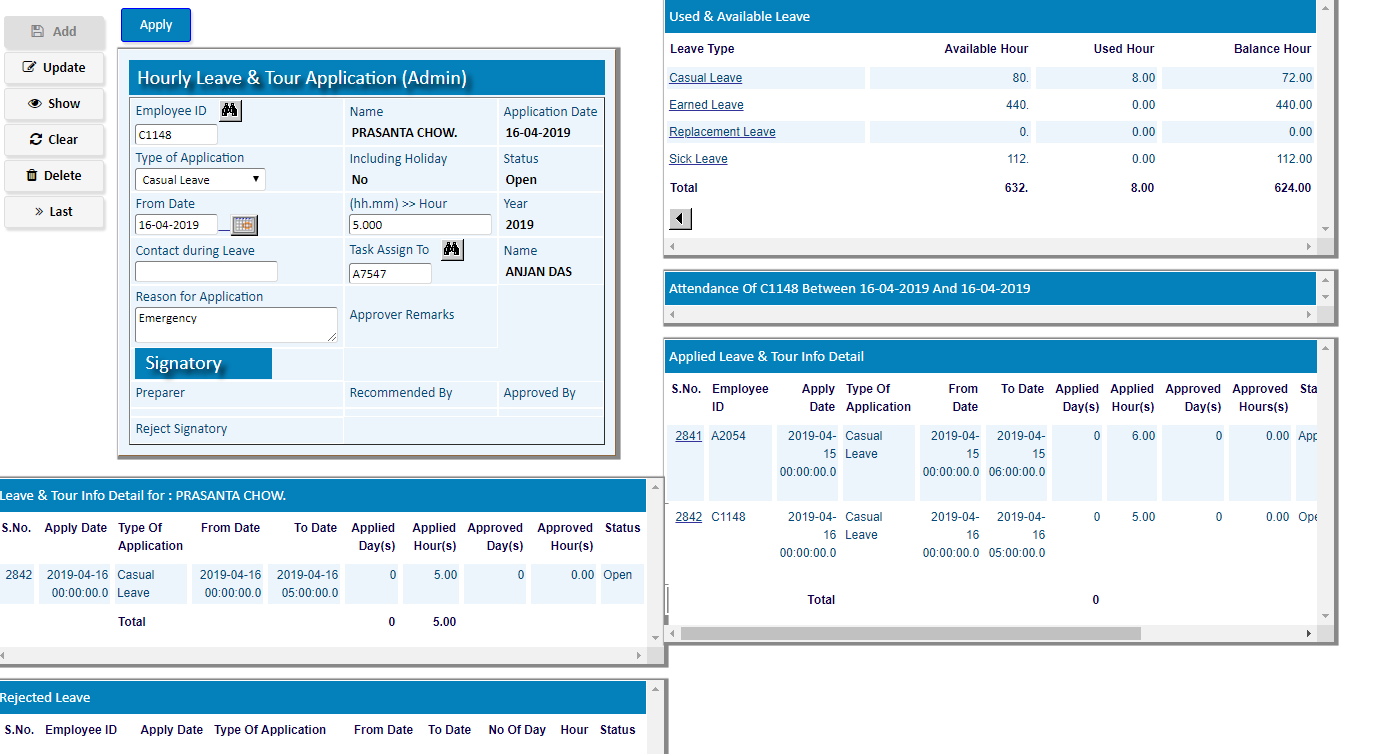 Add
Update
Show
Clear
Delete
Last
Apply
Hourly Leave & Tour Application (Admin)
Employee ID
C1148
Name
PRASANTA CHOW.
Application Date
16-04-2019
Type of Application
Casual Leave
Including Holiday
No
Status
Open
From Date
16-04-2019
(hh.mm) >> Hour
5.000
Year
2019
Contact during Leave
Task Assign To
A7547
Name
ANJAN DAS
Reason for Application
Emergency
Approver Remarks
Signatory
Preparer Recommended By Approved By
Reject Signatory
Leave & Tour Info Detail for : PRASANTA CHOW.
S.No. Apply Date Type Of From Date To Date Applied Applied Approved Approved Status
Application Day(s) Hour(s) Day(s) Hour(s)
2842 2019-04-16 Casual 2019-04-16 2019-04-16 0 5.00 0 0.00 Open
00:00:00.0 Leave 00:00:00.0 05:00:00.0
Total 0 5.00
Rejected Leave
S.No. Employee ID Apply Date Type Of Application From Date To Date No Of Day Hour Status
Used & Available Leave
Leave Type Available Hour Used Hour Balance Hour
Casual Leave 80. 8.00 72.00
Earned Leave 440. 0.00 440.00
Replacement Leave 0. 0.00 0.00
Sick Leave 112. 0.00 112.00
Total 632. 8.00 624.00
Attendance Of C1148 Between 16-04-2019 And 16-04-2019
Applied Leave & Tour Info Detail
S.No. Employee Apply Type Of From To Date Applied Applied Approved Approved Sta
ID Date Application Date Day(s) Hour(s) Day(s) Hours(s)
2841 A2054 2019-04- Casual 2019-04- 2019-04- 0 6.00 0 0.00 App
15 Leave 15 15
00:00:00.0 00:00:00.0 06:00:00.0
2842 C1148 2019-04- Casual 2019-04- 2019-04- 0 5.00 0 0.00 Ope
16 Leave 16 16
00:00:00.0 00:00:00.0 05:00:00.0
Total 0